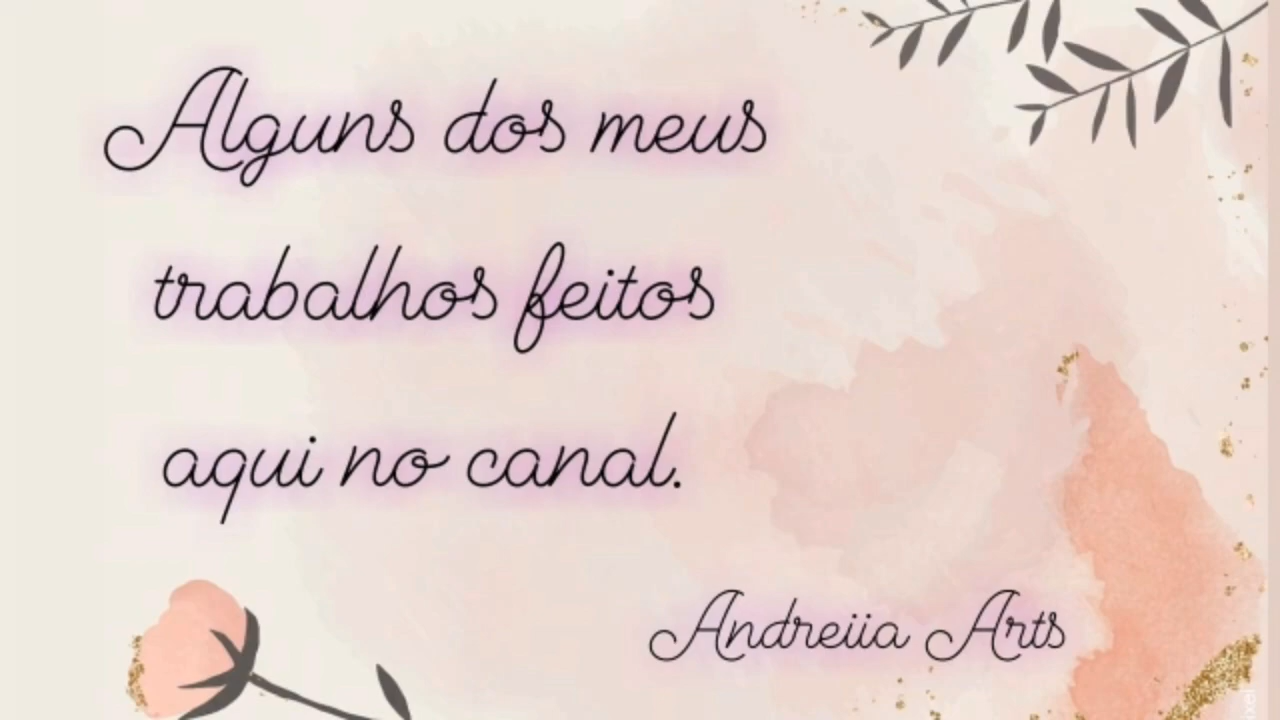 Alguns dos meus
trabalhos feitos
aqui no canal.
Andreiia Arts